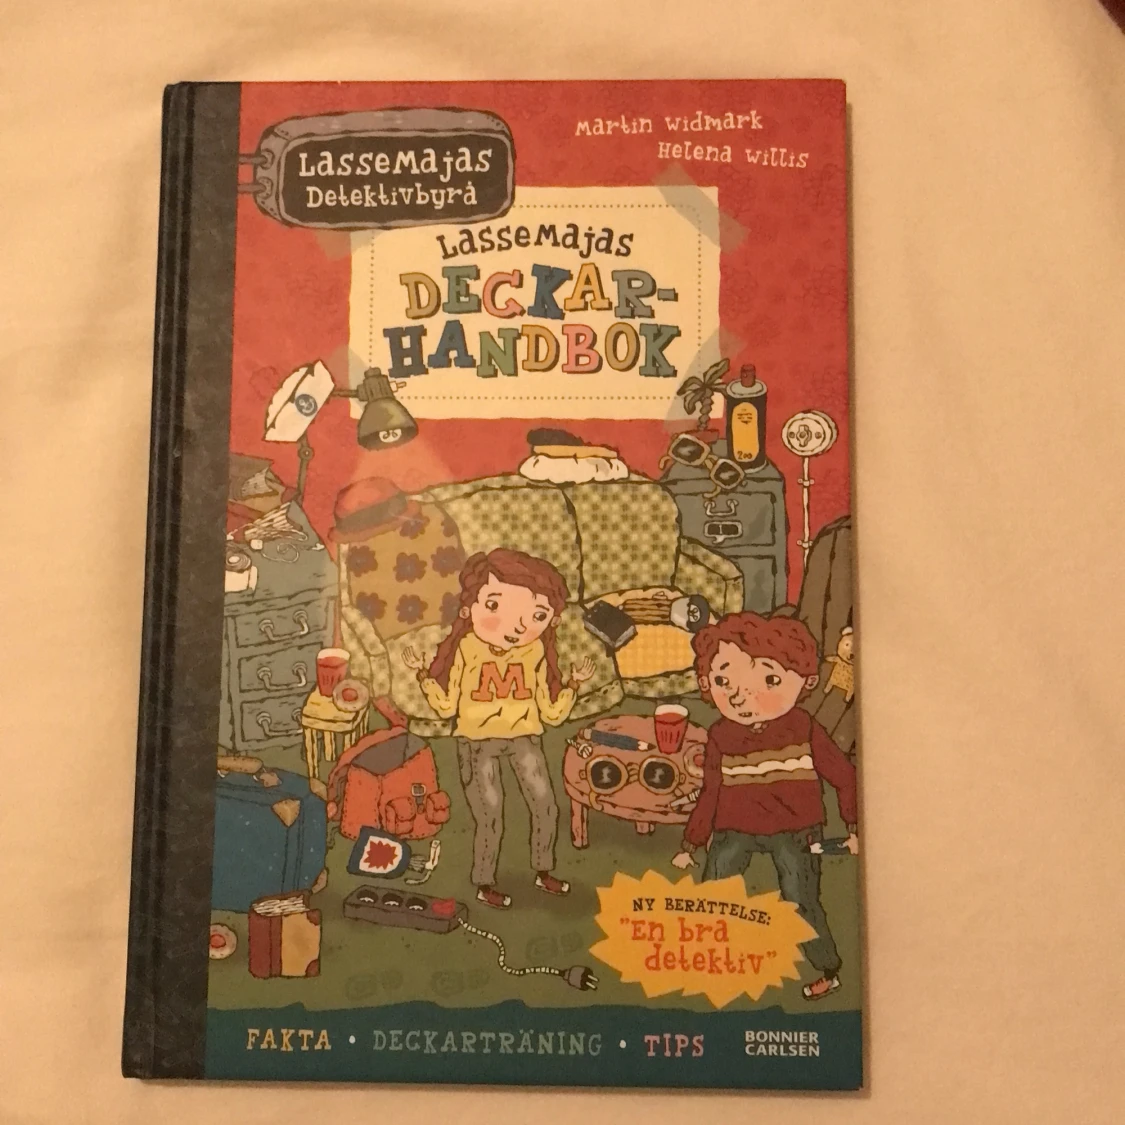 LasseMajas
Detektivbyrå
Martin Widmark
Helena Willis
LasseMajas
DECKAR-
HANDBOK
200
M
NY BERÄTTELSE:
"En bra
detektiv"
FAKTA • DECKARTRÄNING • TIPS
BONNIER
CARLSEN